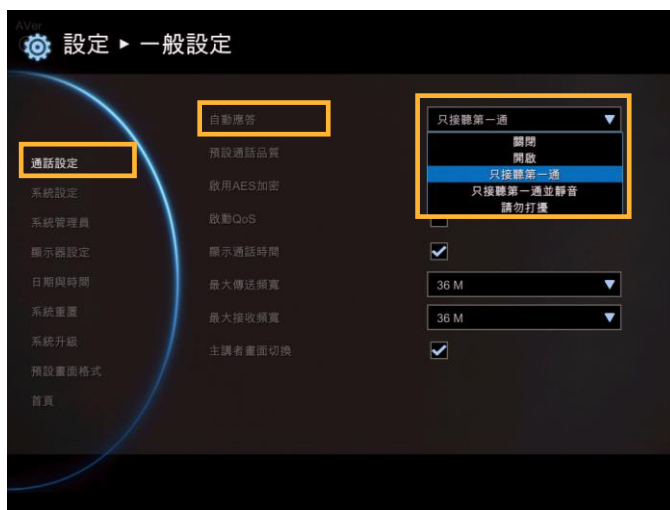 AVer
設定 ▸ 一般設定
通話設定
系統設定
系統管理員
顯示器設定
日期與時間
系統重置
系統升級
預設畫面格式
首頁
自動應答
預設通話品質
啟用AES加密
啟動QoS
顯示通話時間
最大傳送頻寬
最大接收頻寬
主講者畫面切換
只接聽第一通
關閉
開啟
只接聽第一通
只接聽第一通並靜音
請勿打擾
36 M
36 M